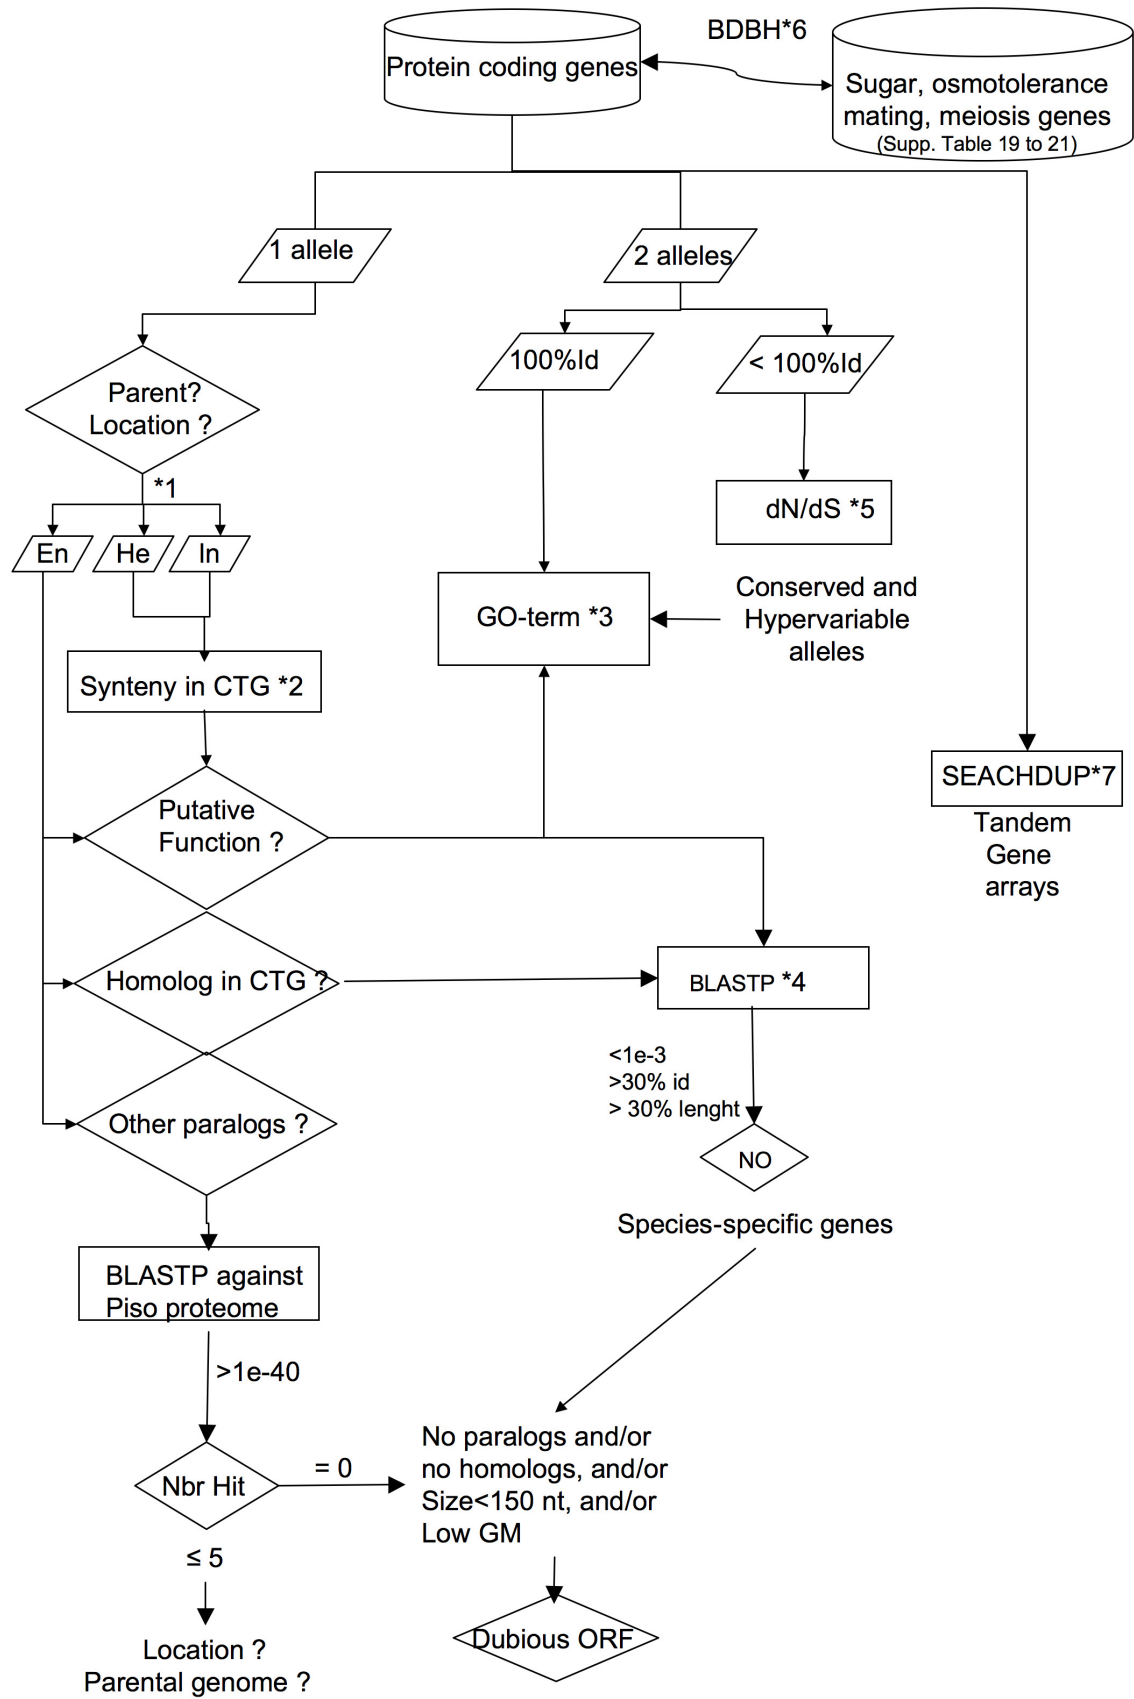 BDBH*6
Protein coding genes
Sugar, osmotolerance
mating, meiosis genes
(Supp. Table 19 to 21)
1 allele
2 alleles
100%Id
< 100%Id
Parent?
Location ?
*1
dN/dS *5
En
He
In
GO-term *3
Conserved and
Hypervariable
alleles
Synteny in CTG *2
SEACHDUP*7
Tandem
Gene
arrays
Putative
Function ?
Homolog in CTG ?
BLASTP *4
<1e-3
>30% id
> 30% lenght
Other paralogs ?
NO
Species-specific genes
BLASTP against
Piso proteome
>1e-40
Nbr Hit
= 0
No paralogs and/or
no homologs, and/or
Size<150 nt, and/or
Low GM
≤ 5
Dubious ORF
Location ?
Parental genome ?